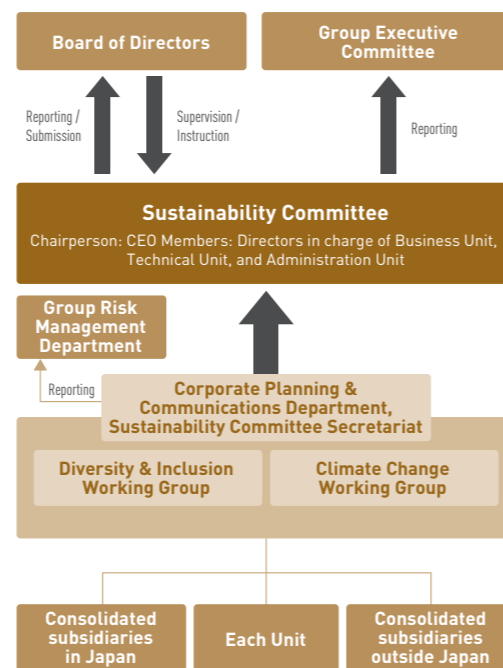 Board of Directors
Group Executive
Committee
Reporting /
Submission
Supervision /
Instruction
Reporting
Sustainability Committee
Chairperson: CEO Members: Directors in charge of Business Unit,
Technical Unit, and Administration Unit
Group Risk
Management
Department
Reporting
Corporate Planning &
Communications Department,
Sustainability Committee Secretariat
Diversity & Inclusion
Working Group
Climate Change
Working Group
Consolidated
subsidiaries
in Japan
Each Unit
Consolidated
subsidiaries
outside Japan